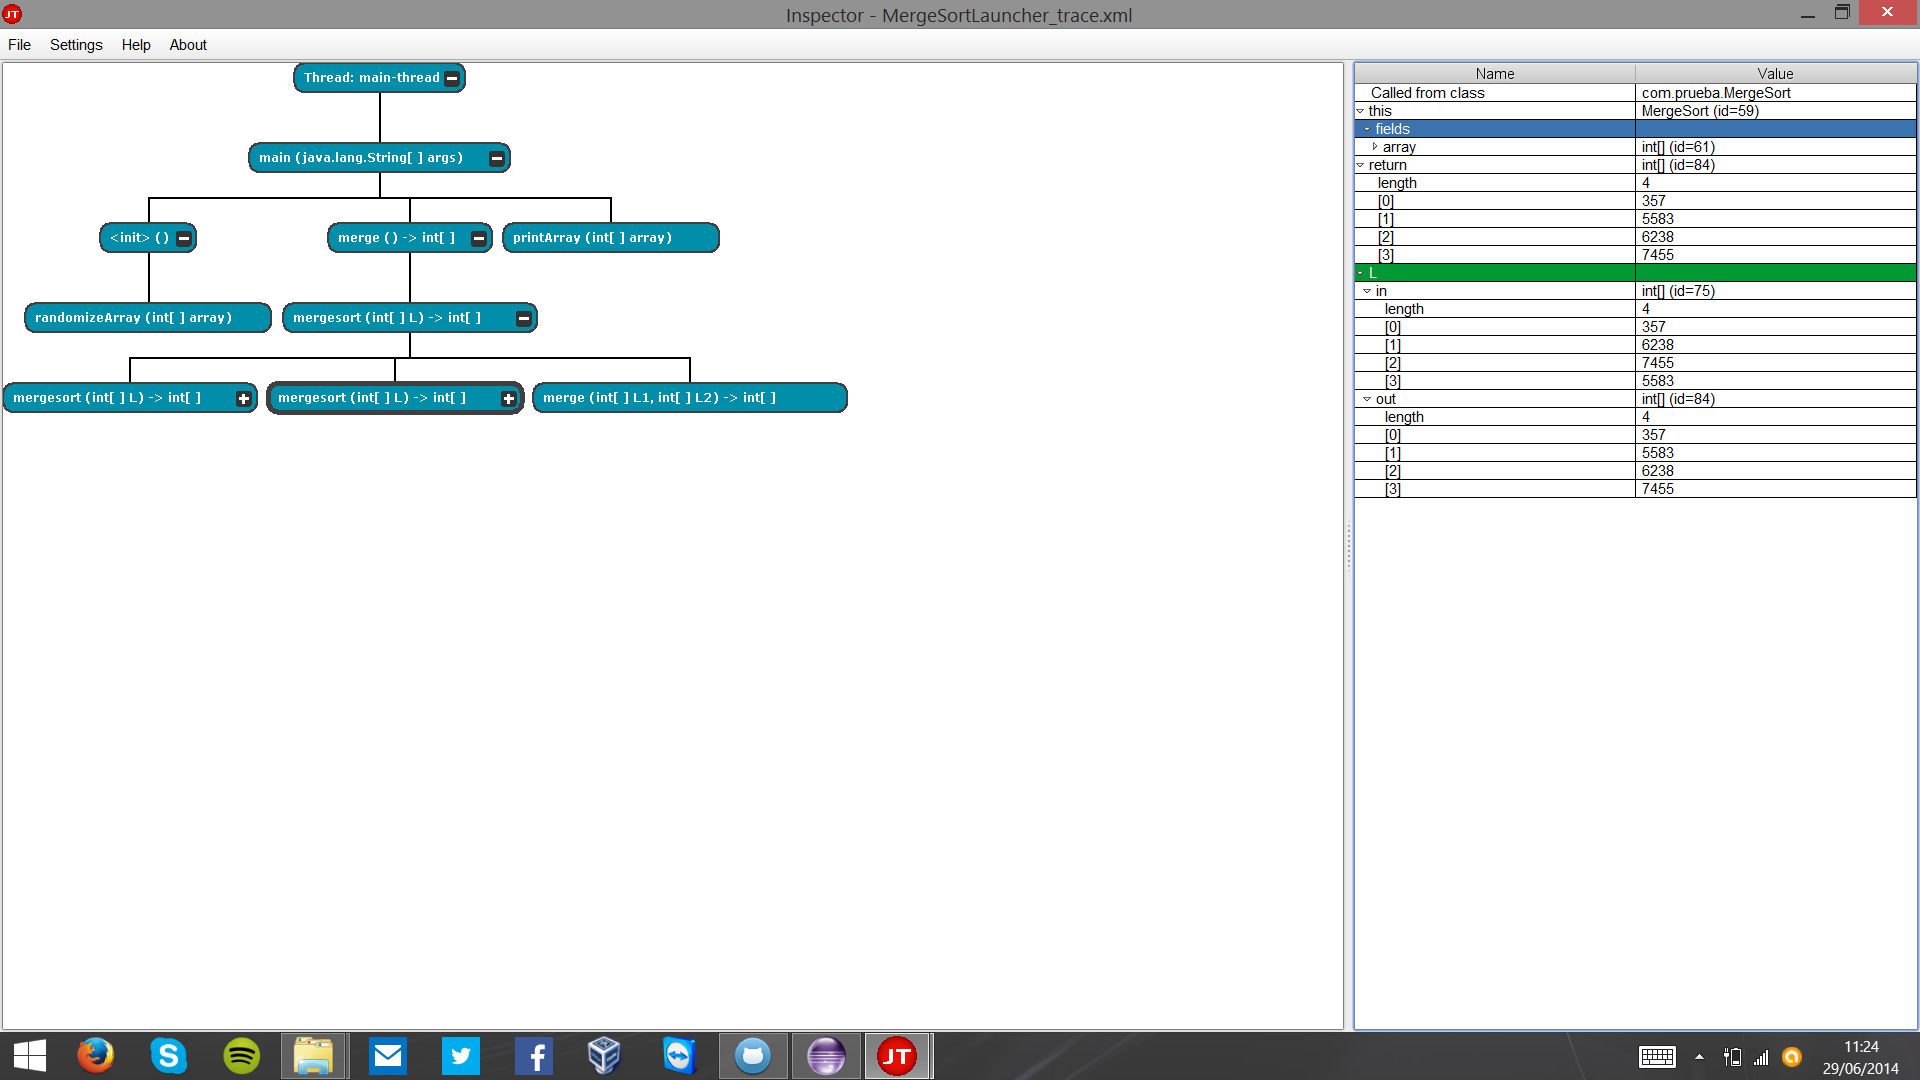 JT Inspector - MergeSortLauncher_trace.xml
File Settings Help About
Thread: main-thread
main (java.lang.String[ ] args)
<init> () merge () -> int[ ] printArray (int[ ] array)
randomizeArray (int[ ] array) mergesort (int[ ] L) -> int[ ]
mergesort (int[ ] L) -> int[ ] mergesort (int[ ] L) -> int[ ] merge (int[ ] L1, int[ ] L2) -> int[ ]
Name Value
Called from class com.prueba.MergeSort
this MergeSort (id=59)
fields
array int[] (id=61)
return int[] (id=84)
length 4
[0] 357
[1] 5583
[2] 6238
[3] 7455
L
in int[] (id=75)
length 4
[0] 357
[1] 6238
[2] 7455
[3] 5583
out int[] (id=84)
length 4
[0] 357
[1] 5583
[2] 6238
[3] 7455
JT
11:24
29/06/2014